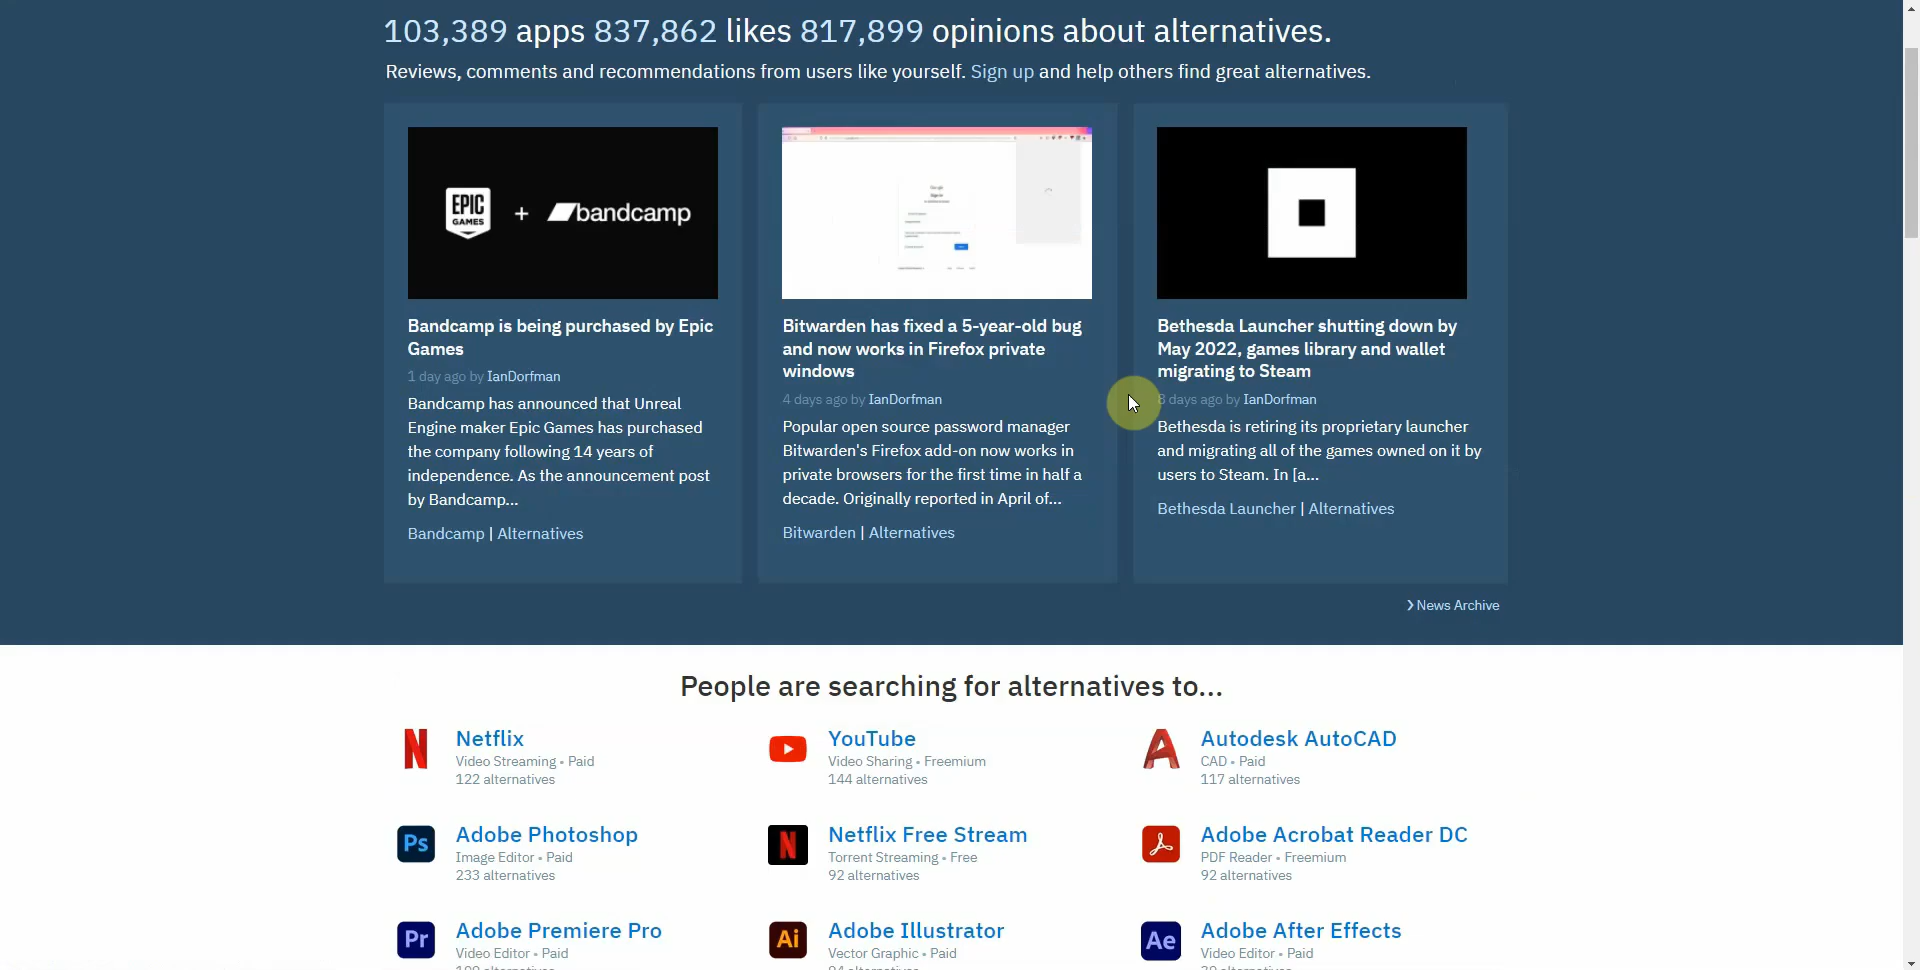 103,389 apps 837,862 likes 817,899 opinions about alternatives.
Reviews, comments and recommendations from users like yourself. Sign up and help others find great alternatives.
EPIC
GAMES
+
bandcamp
Bandcamp is being purchased by Epic
Games
1 day ago by IanDorfman
Bandcamp has announced that Unreal
Engine maker Epic Games has purchased
the company following 14 years of
independence. As the announcement post
by Bandcamp...
Bandcamp | Alternatives
Bitwarden has fixed a 5-year-old bug
and now works in Firefox private
windows
4 days ago by IanDorfman
Popular open source password manager
Bitwarden's Firefox add-on now works in
private browsers for the first time in half a
decade. Originally reported in April of...
Bitwarden | Alternatives
Bethesda Launcher shutting down by
May 2022, games library and wallet
migrating to Steam
8 days ago by IanDorfman
Bethesda is retiring its proprietary launcher
and migrating all of the games owned on it by
users to Steam. In [a...
Bethesda Launcher | Alternatives
News Archive
People are searching for alternatives to...
Netflix
Video Streaming • Paid
122 alternatives
YouTube
Video Sharing • Freemium
144 alternatives
Autodesk AutoCAD
CAD • Paid
117 alternatives
Ps
Adobe Photoshop
Image Editor • Paid
233 alternatives
Netflix Free Stream
Torrent Streaming • Free
92 alternatives
Adobe Acrobat Reader DC
PDF Reader • Freemium
92 alternatives
Pr
Adobe Premiere Pro
Video Editor • Paid
Ai
Adobe Illustrator
Vector Graphic • Paid
Ae
Adobe After Effects
Video Editor • Paid